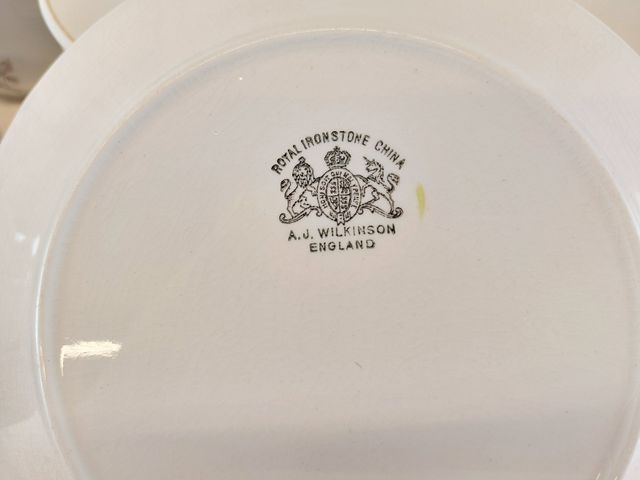 ROYAL IRONSTONE CHINA
A.J. WILKINSON
ENGLAND